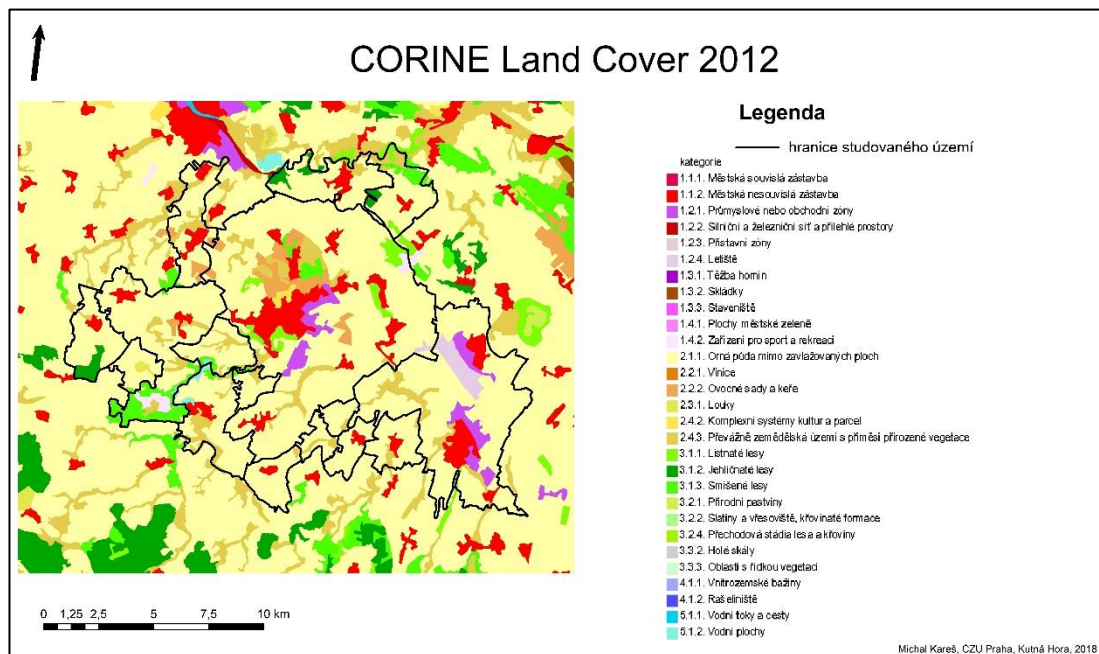 CORINE Land Cover 2012
Legenda
hranice studovaného území
kategorie
1.1.1. Městská souvislá zástavba
1.1.2. Městská nesouvislá zástavba
1.2.1. Průmyslové nebo obchodní zóny
1.2.2. Silniční a železniční síť a přilehlé prostory
1.2.3. Přístavní zóny
1.2.4. Letiště
1.3.1. Těžba hornin
1.3.2. Skládky
1.3.3. Staveniště
1.4.1. Plochy městské zeleně
1.4.2. Zařízení pro sport a rekreaci
2.1.1. Orná půda mimo zavlažovaných ploch
2.2.1. Vinice
2.2.2. Ovocné sady a keře
2.3.1. Louky
2.4.2. Komplexní systémy kultur a parcel
2.4.3. Převážně zemědělská území s příměsí přirozené vegetace
3.1.1. Listnaté lesy
3.1.2. Jehličnaté lesy
3.1.3. Smíšené lesy
3.2.1. Přírodní pastviny
3.2.2. Slatiny a vřesoviště, křovinaté formace
3.2.4. Přechodová stádia lesa a křoviny
3.3.2. Holé skály
3.3.3. Oblasti s řídkou vegetací
4.1.1. Vnitrozemské bažiny
4.1.2. Rašeliniště
5.1.1. Vodní toky a cesty
5.1.2. Vodní plochy
0 1,25 2,5 5 7,5 10 km
Michal Kareš, ČZU Praha, Kutná Hora, 2018